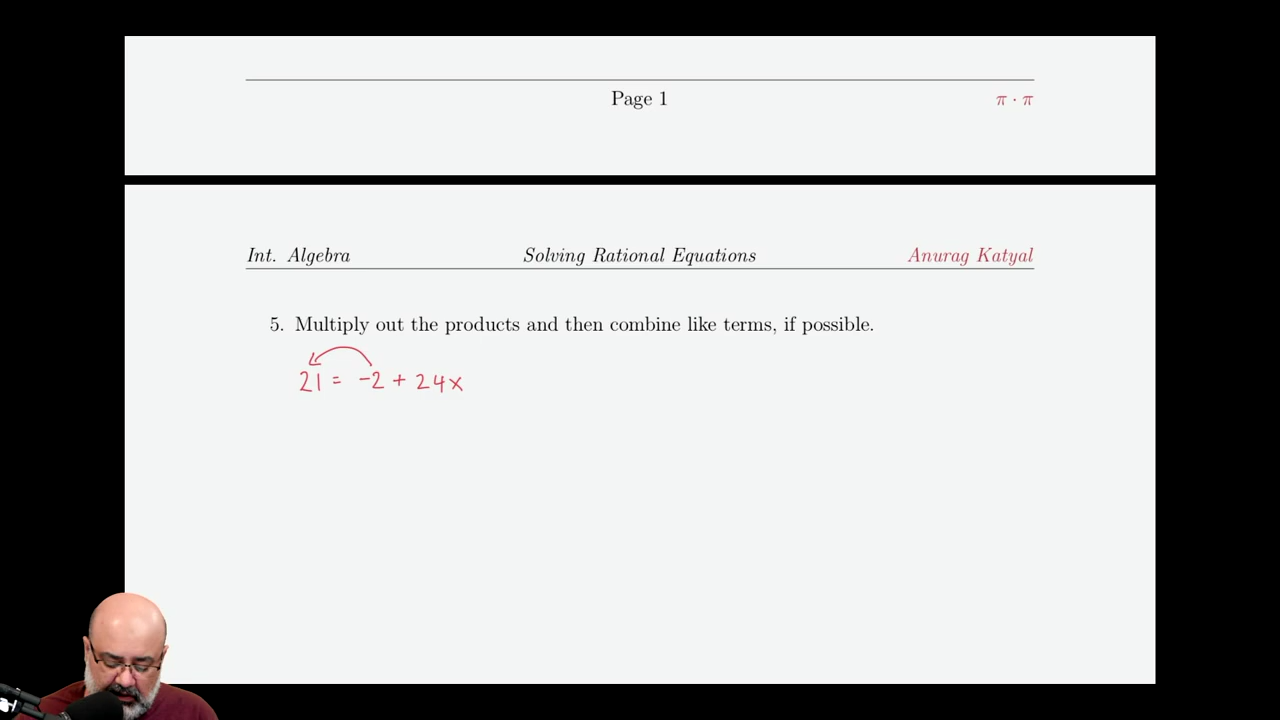 Page 1 π · π
Int. Algebra Solving Rational Equations Anurag Katyal
5. Multiply out the products and then combine like terms, if possible.
21 = -2 + 24x